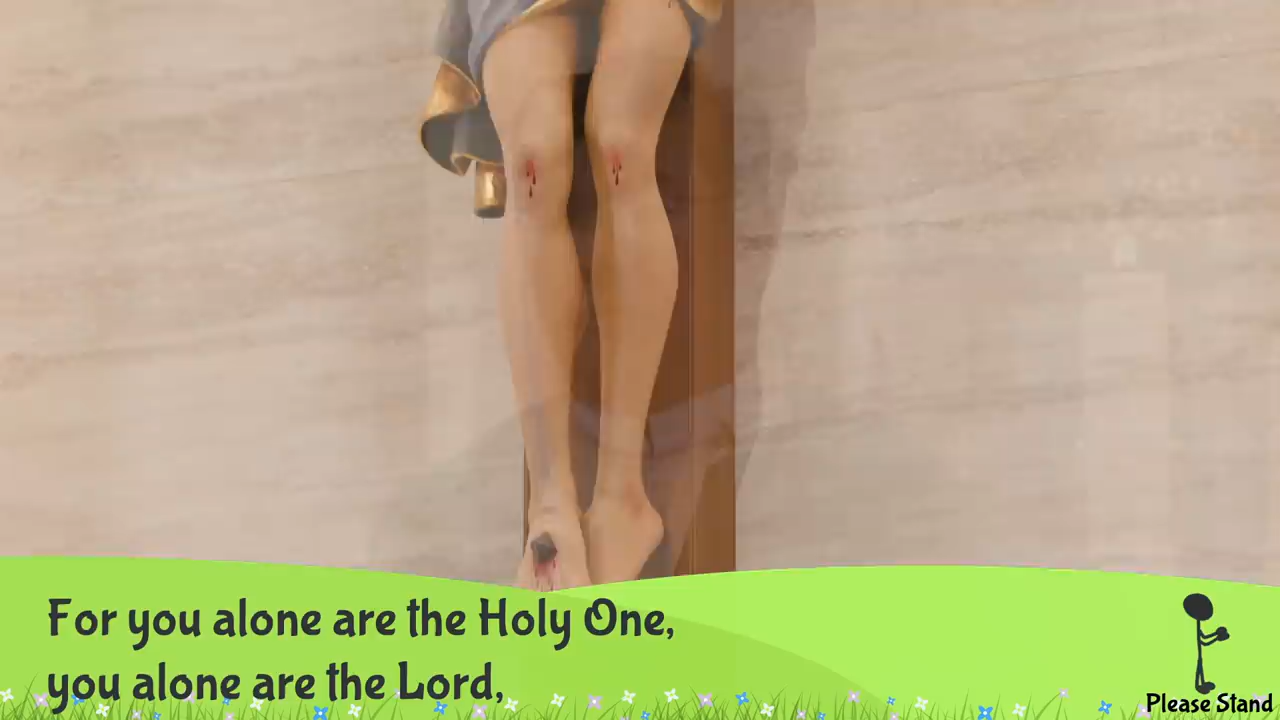 For you alone are the Holy One,
you alone are the Lord,
Please Stand